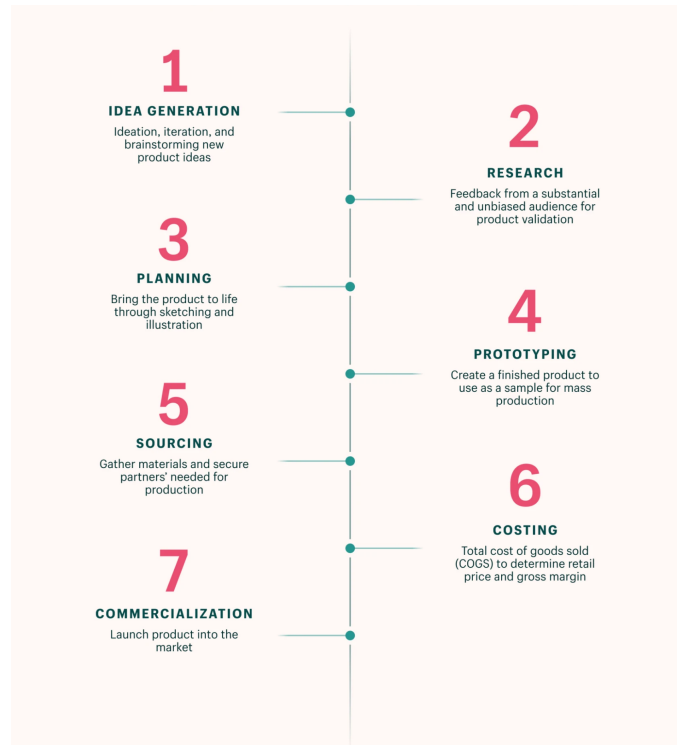 1
IDEA GENERATION
Ideation, iteration, and
brainstorming new
product ideas
2
RESEARCH
Feedback from a substantial
and unbiased audience for
product validation
3
PLANNING
Bring the product to life
through sketching and
illustration
4
PROTOTYPING
Create a finished product to
use as a sample for mass
production
5
SOURCING
Gather materials and secure
partners' needed for
production
6
COSTING
Total cost of goods sold
(COGS) to determine retail
price and gross margin
7
COMMERCIALIZATION
Launch product into the
market